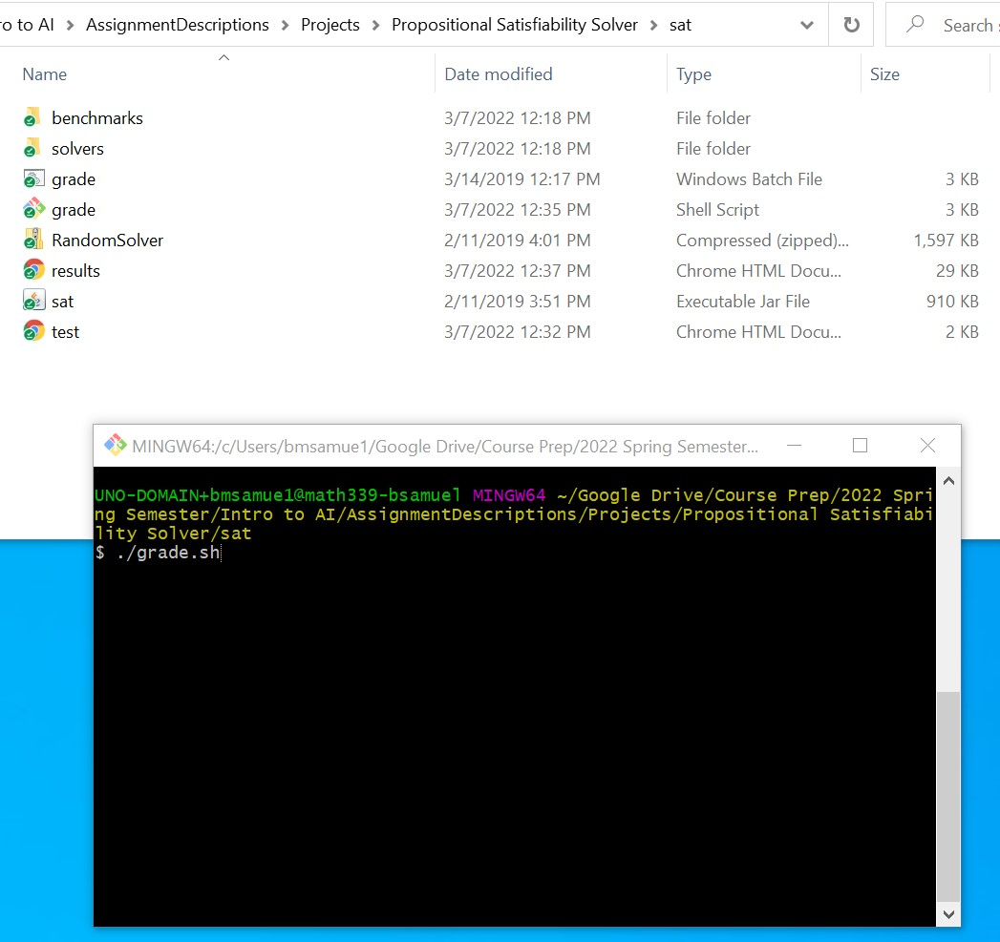 ro to AI > AssignmentDescriptions > Projects > Propositional Satisfiability Solver > sat Search
Name Date modified Type Size
benchmarks 3/7/2022 12:18 PM File folder
solvers 3/7/2022 12:18 PM File folder
grade 3/14/2019 12:17 PM Windows Batch File 3 KB
grade 3/7/2022 12:35 PM Shell Script 3 KB
RandomSolver 2/11/2019 4:01 PM Compressed (zipped)... 1,597 KB
results 3/7/2022 12:37 PM Chrome HTML Docu... 29 KB
sat 2/11/2019 3:51 PM Executable Jar File 910 KB
test 3/7/2022 12:32 PM Chrome HTML Docu... 2 KB
MINGW64:/c/Users/bmsamue1/Google Drive/Course Prep/2022 Spring Semester...
UNO-DOMAIN+bmsamue1@math339-bsamuel MINGW64 ~/Google Drive/Course Prep/2022 Spri
ng Semester/Intro to AI/AssignmentDescriptions/Projects/Propositional Satisfiabi
lity Solver/sat
$ ./grade.sh